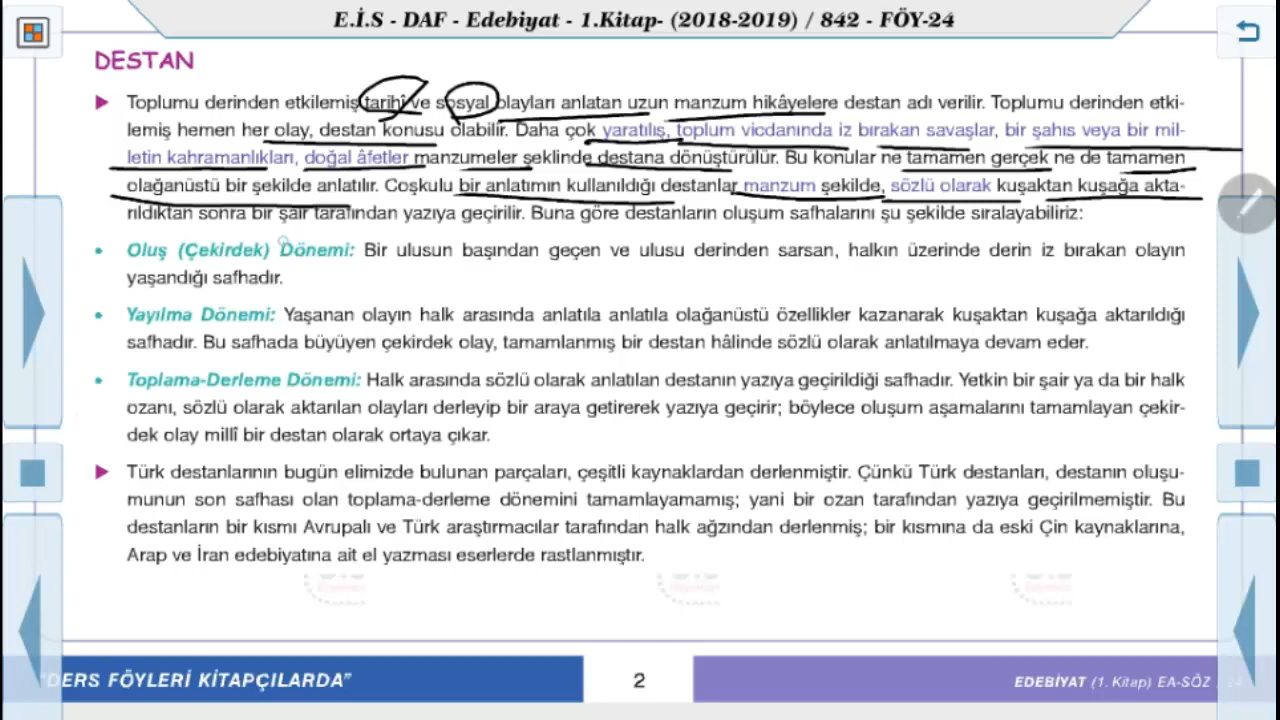 E.İ.S - DAF - Edebiyat - 1.Kitap- (2018-2019) / 842 - FÖY-24
DESTAN
Toplumu derinden etkilemiş tarihî ve sosyal olayları anlatan uzun manzum hikâyelere destan adı verilir. Toplumu derinden etki-
lemiş hemen her olay, destan konusu olabilir. Daha çok yaratılış, toplum vicdanında iz bırakan savaşlar, bir şahıs veya bir mil-
letin kahramanlıkları, doğal âfetler manzumeler şeklinde destana dönüştürülür. Bu konular ne tamamen gerçek ne de tamamen
olağanüstü bir şekilde anlatılır. Coşkulu bir anlatımın kullanıldığı destanlar manzum şekilde, sözlü olarak kuşaktan kuşağa akta-
rıldıktan sonra bir şair tarafından yazıya geçirilir. Buna göre destanların oluşum safhalarını şu şekilde sıralayabiliriz:
• Oluş (Çekirdek) Dönemi: Bir ulusun başından geçen ve ulusu derinden sarsan, halkın üzerinde derin iz bırakan olayın
yaşandığı safhadır.
• Yayılma Dönemi: Yaşanan olayın halk arasında anlatıla anlatıla olağanüstü özellikler kazanarak kuşaktan kuşağa aktarıldığı
safhadır. Bu safhada büyüyen çekirdek olay, tamamlanmış bir destan hâlinde sözlü olarak anlatılmaya devam eder.
• Toplama-Derleme Dönemi: Halk arasında sözlü olarak anlatılan destanın yazıya geçirildiği safhadır. Yetkin bir şair ya da bir halk
ozanı, sözlü olarak aktarılan olayları derleyip bir araya getirerek yazıya geçirir; böylece oluşum aşamalarını tamamlayan çekir-
dek olay millî bir destan olarak ortaya çıkar.
Türk destanlarının bugün elimizde bulunan parçaları, çeşitli kaynaklardan derlenmiştir. Çünkü Türk destanları, destanın oluşu-
munun son safhası olan toplama-derleme dönemini tamamlayamamış; yani bir ozan tarafından yazıya geçirilmemiştir. Bu
destanların bir kısmı Avrupalı ve Türk araştırmacılar tarafından halk ağzından derlenmiş; bir kısmına da eski Çin kaynaklarına,
Arap ve İran edebiyatına ait el yazması eserlerde rastlanmıştır.
"DERS FÖYLERİ KİTAPÇILARDA"
2
EDEBİYAT (1. Kitap) EA-SÖZ